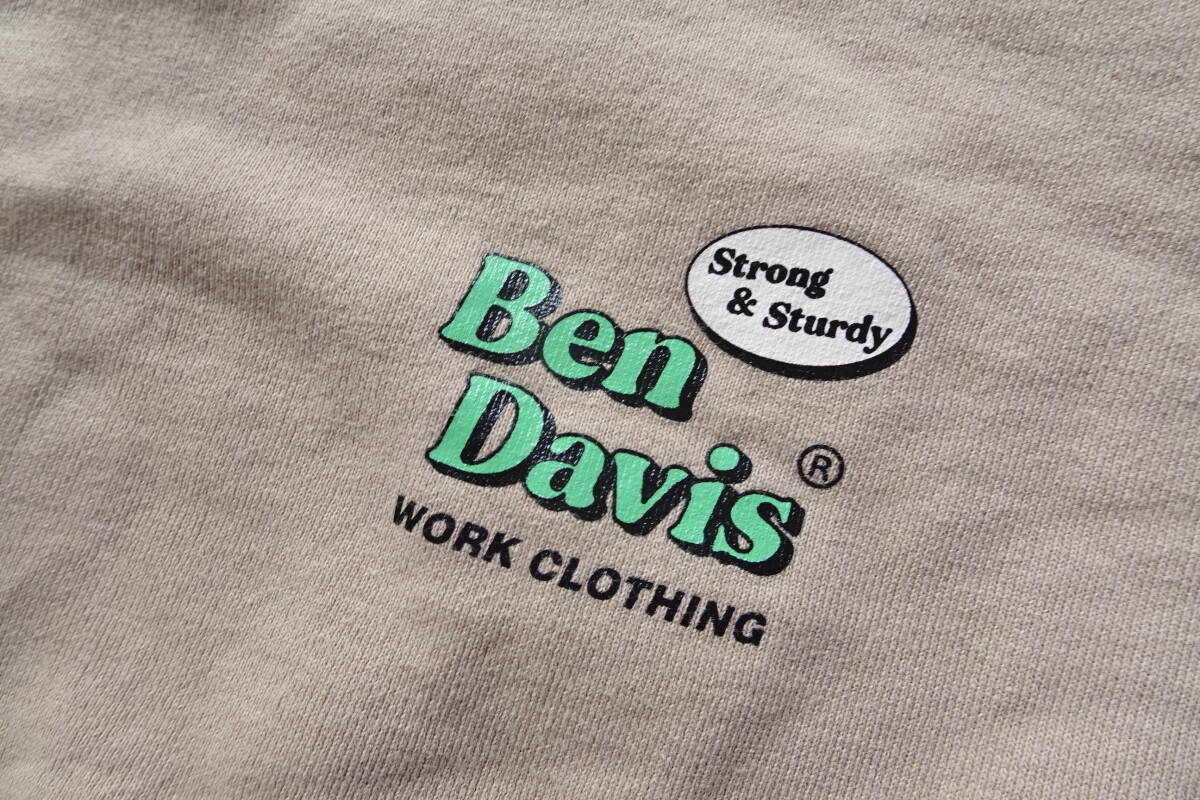 Strong
& Sturdy
Ben
Davis®
WORK CLOTHING